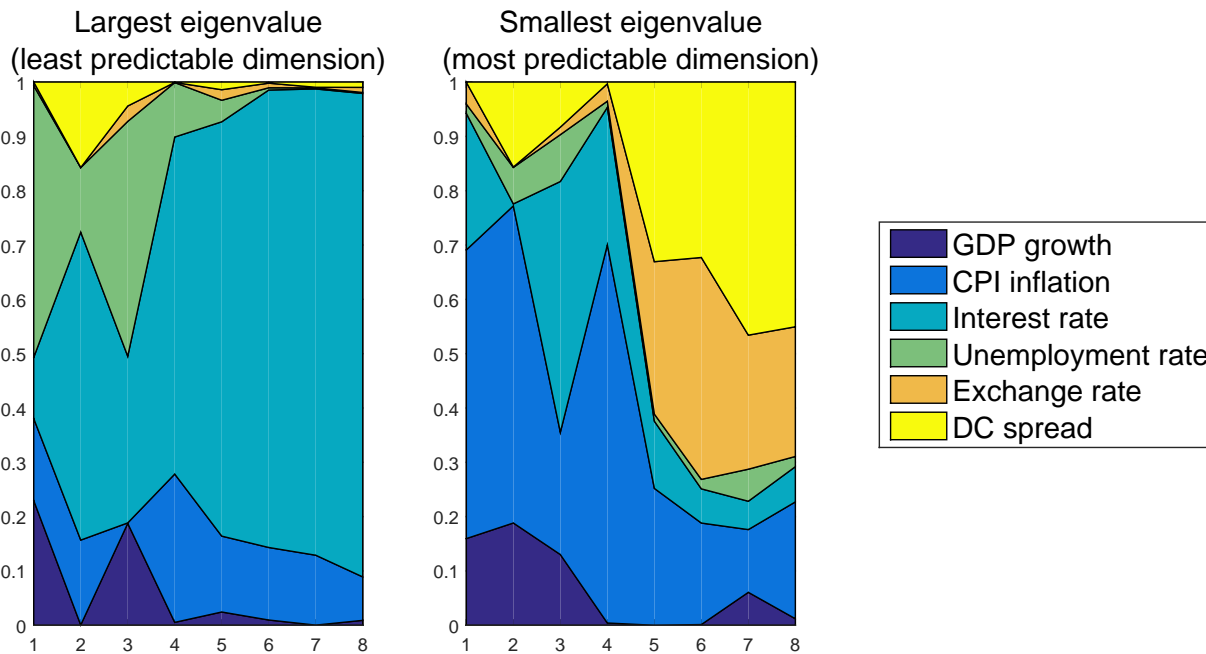 Largest eigenvalue
(least predictable dimension)
1
0.9
0.8
0.7
0.6
0.5
0.4
0.3
0.2
0.1
0
1 2 3 4 5 6 7 8
Smallest eigenvalue
(most predictable dimension)
1
0.9
0.8
0.7
0.6
0.5
0.4
0.3
0.2
0.1
0
1 2 3 4 5 6 7 8
GDP growth
CPI inflation
Interest rate
Unemployment rate
Exchange rate
DC spread